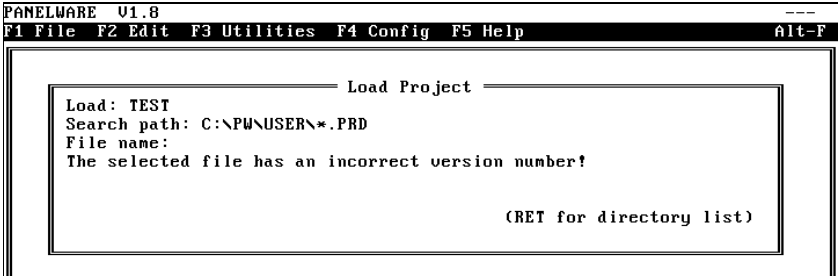 PANELWARE V1.8 ---
F1 File F2 Edit F3 Utilities F4 Config F5 Help Alt-F
Load Project
Load: TEST
Search path: C:\PW\USER\*.PRD
File name:
The selected file has an incorrect version number!
(RET for directory list)